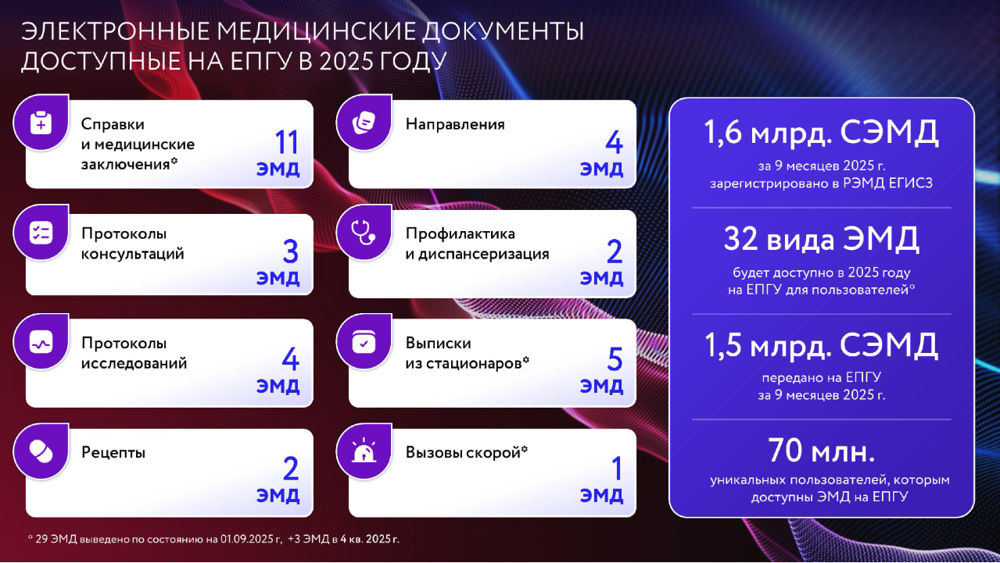 ЭЛЕКТРОННЫЕ МЕДИЦИНСКИЕ ДОКУМЕНТЫ
ДОСТУПНЫЕ НА ЕПГУ В 2025 ГОДУ
Справки
и медицинские
заключения*
11
ЭМД
Направления
4
ЭМД
Протоколы
консультаций
3
ЭМД
Профилактика
и диспансеризация
2
ЭМД
Протоколы
исследований
4
ЭМД
Выписки
из стационаров*
5
ЭМД
Рецепты
2
ЭМД
Вызовы скорой*
1
ЭМД
1,6 млрд. СЭМД
за 9 месяцев 2025 г.
зарегистрировано в РЭМД ЕГИСЗ
32 вида ЭМД
будет доступно в 2025 году
на ЕПГУ для пользователей*
1,5 млрд. СЭМД
передано на ЕПГУ
за 9 месяцев 2025 г.
70 млн.
уникальных пользователей, которым
доступны ЭМД на ЕПГУ
* 29 ЭМД выведено по состоянию на 01.09.2025 г, +3 ЭМД в 4 кв. 2025 г.